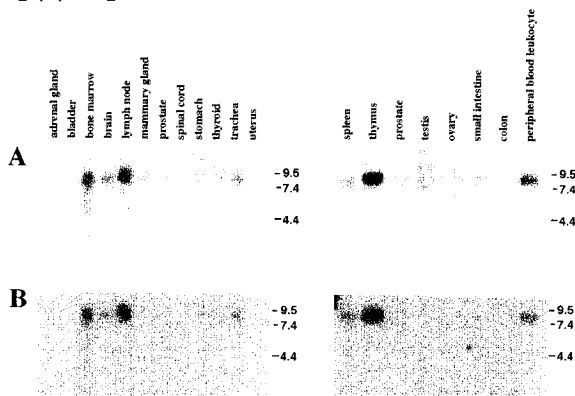 adrenal gland
bladder
bone marrow
brain
lymph node
mammary gland
prostate
spinal cord
stomach
thyroid
trachea
uterus
spleen
thymus
prostate
testis
ovary
small intestine
colon
peripheral blood leukocyte
A
- 9.5
- 7.4
- 4.4
- 9.5
- 7.4
- 4.4
B
- 9.5
- 7.4
- 4.4
- 9.5
- 7.4
- 4.4